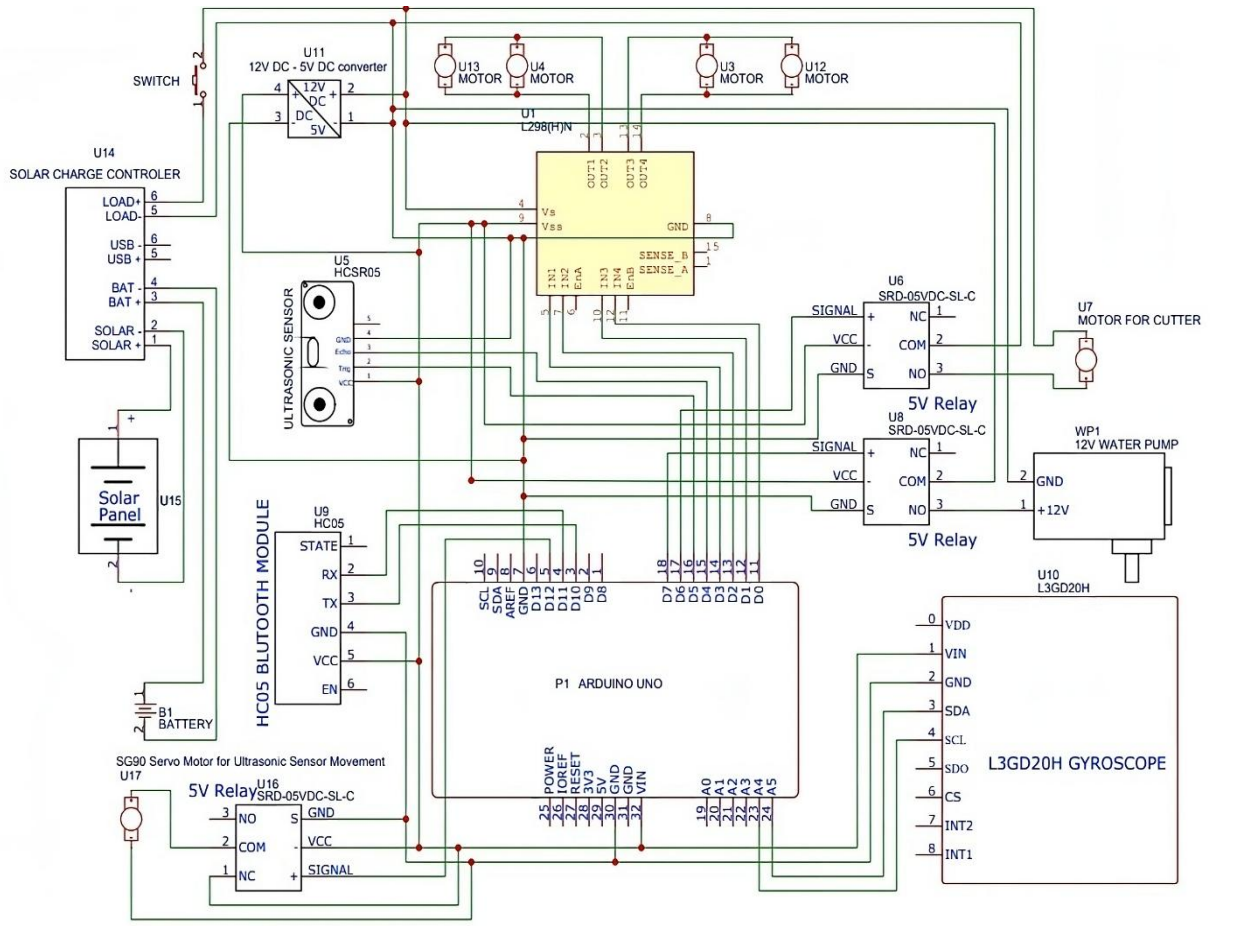 2
SWITCH
1
U11
12V DC - 5V DC converter
4 + 12V DC + 2
3 - DC 5V - 1
U13
MOTOR
U4
MOTOR
U3
MOTOR
U12
MOTOR
U1
L298(H)N
2 3 13 14
OUT1 OUT2 OUT3 OUT4
4 Vs
9 Vss
GND 8
SENSE_B 15
SENSE_A 1
IN1 IN2 EnA IN3 IN4 EnB
5 7 6 10 12 11
U14
SOLAR CHARGE CONTROLER
LOAD+ 6
LOAD- 5
USB - 6
USB + 5
BAT - 4
BAT + 3
SOLAR - 2
SOLAR + 1
U5
HCSR05
ULTRASONIC SENSOR
5
GND 4
Echo 3
Trig 2
VCC 1
U6
SRD-05VDC-SL-C
SIGNAL + NC 1
VCC - COM 2
GND S NO 3
5V Relay
U7
MOTOR FOR CUTTER
U8
SRD-05VDC-SL-C
SIGNAL + NC 1
VCC - COM 2
GND S NO 3
5V Relay
WP1
12V WATER PUMP
2 GND
1 +12V
1 +
Solar
Panel
U15
2
U9
HC05
HC05 BLUTOOTH MODULE
STATE 1
RX 2
TX 3
GND 4
VCC 5
EN 6
10 9 8 7 6 5 4 3 2 1
SCL SDA AREF GND D13 D12 D11 D10 D9 D8
18 17 16 15 14 13 12 11
D7 D6 D5 D4 D3 D2 D1 D0
P1 ARDUINO UNO
POWER IOREF RESET 3V3 5V GND GND VIN
25 26 27 28 29 30 31 32
A0 A1 A2 A3 A4 A5
19 20 21 22 23 24
U10
L3GD20H
0 VDD
1 VIN
2 GND
3 SDA
4 SCL
5 SDO
6 CS
7 INT2
8 INT1
L3GD20H GYROSCOPE
1
B1
BATTERY
2
SG90 Servo Motor for Ultrasonic Sensor Movement
U17
5V Relay
U16
SRD-05VDC-SL-C
3 NO S GND
2 COM - VCC
1 NC + SIGNAL